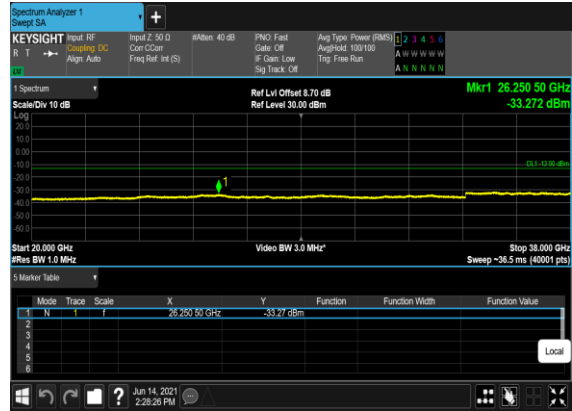 Spectrum Analyzer 1
Swept SA
+
KEYSIGHT Input: RF Input Z: 50 Ω #Atten: 40 dB PNO: Fast Avg Type: Power (RMS) 1 2 3 4 5 6
R T Coupling: DC Corr CCorr Gate: Off Avg|Hold: 100/100 A W W W W W
Align: Auto Freq Ref: Int (S) IF Gain: Low Trig: Free Run
Sig Track: Off A N N N N N
1 Spectrum
Ref Lvl Offset 8.70 dB Mkr1 26.250 50 GHz
Scale/Div 10 dB Ref Level 30.00 dBm -33.272 dBm
Log
20.0
10.0
0.00
-10.0 DL1 -13.00 dBm
-20.0
1
-30.0
-40.0
-50.0
-60.0
Start 20.000 GHz Video BW 3.0 MHz* Stop 38.000 GHz
#Res BW 1.0 MHz Sweep ~36.5 ms (40001 pts)
5 Marker Table
Mode Trace Scale X Y Function Function Width Function Value
1 N 1 f 26.250 50 GHz -33.27 dBm
2
3
4
5
6
Local
? Jun 14, 2021
2:28:26 PM